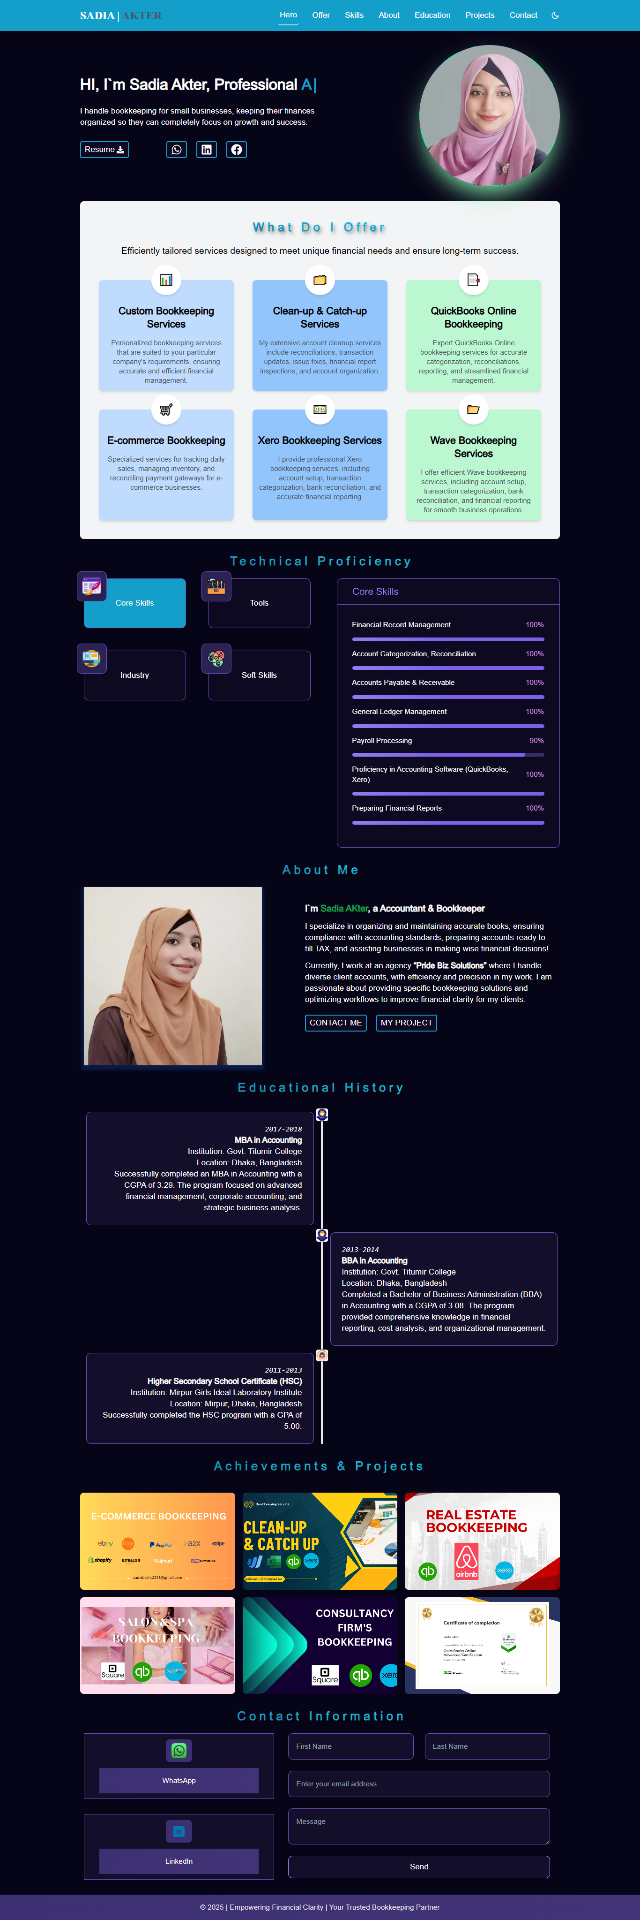 SADIA | AKTER
Hero Offer Skills About Education Projects Contact
HI, I`m Sadia Akter, Professional A|
I handle bookkeeping for small businesses, keeping their finances
organized so they can completely focus on growth and success.
Resume
What Do I Offer
Efficiently tailored services designed to meet unique financial needs and ensure long-term success.
Custom Bookkeeping
Services
Personalized bookkeeping services
that are suited to your particular
company's requirements, ensuring
accurate and efficient financial
management.
Clean-up & Catch-up
Services
My extensive account cleanup services
include reconciliations, transaction
updates, issue fixes, financial report
inspections, and account organization
QuickBooks Online
Bookkeeping
Expert QuickBooks Online
bookkeeping services for accurate
categorization, reconciliations,
reporting, and streamlined financial
management.
E-commerce Bookkeeping
Specialized services for tracking daily
sales, managing inventory, and
reconciling payment gateways for e-
commerce businesses.
Xero Bookkeeping Services
I provide professional Xero
bookkeeping services, including
account setup, transaction
categorization, bank reconciliation, and
accurate financial reporting
Wave Bookkeeping
Services
I offer efficient Wave bookkeeping
services, including account setup,
transaction categorization, bank
reconciliation, and financial reporting
for smooth business operations
Technical Proficiency
Core Skills
Tools
Industry
Soft Skills
Core Skills
Financial Record Management 100%
Account Categorization, Reconciliation 100%
Accounts Payable & Receivable 100%
General Ledger Management 100%
Payroll Processing 90%
Proficiency in Accounting Software (QuickBooks,
Xero) 100%
Preparing Financial Reports 100%
About Me
I`m Sadia AKter, a Accountant & Bookkeeper
I specialize in organizing and maintaining accurate books, ensuring
compliance with accounting standards, preparing accounts ready to
fill TAX, and assisting businesses in making wise financial decisions!
Currently, I work at an agency "Pride Biz Solutions" where I handle
diverse client accounts, with efficiency and precision in my work. I am
passionate about providing specific bookkeeping solutions and
optimizing workflows to improve financial clarity for my clients.
CONTACT ME
MY PROJECT
Educational History
2017-2018
MBA in Accounting
Institution: Govt. Titumir College
Location: Dhaka, Bangladesh
Successfully completed an MBA in Accounting with a
CGPA of 3.29. The program focused on advanced
financial management, corporate accounting, and
strategic business analysis.
2013-2014
BBA in Accounting
Institution: Govt. Titumir College
Location: Dhaka, Bangladesh
Completed a Bachelor of Business Administration (BBA)
in Accounting with a CGPA of 3.08. The program
provided comprehensive knowledge in financial
reporting, cost analysis, and organizational management.
2011-2013
Higher Secondary School Certificate (HSC)
Institution: Mirpur Girls Ideal Laboratory Institute
Location: Mirpur, Dhaka, Bangladesh
Successfully completed the HSC program with a GPA of
5.00.
Achievements & Projects
E-COMMERCE BOOKKEEPING
ebay
PayPal
stripe
shopify
Walmart
Bookkeeping service
CLEAN-UP
& CATCH UP
qb
xero
REAL ESTATE
BOOKKEEPING
qb
airbnb
xero
SALON & SPA
BOOKKEEPING
Square
qb
xero
CONSULTANCY
FIRM'S
BOOKKEEPING
Square
qb
xero
Certificate of completion
Contact Information
WhatsApp
LinkedIn
First Name
Last Name
Enter your email address
Message
Send
© 2025 | Empowering Financial Clarity | Your Trusted Bookkeeping Partner